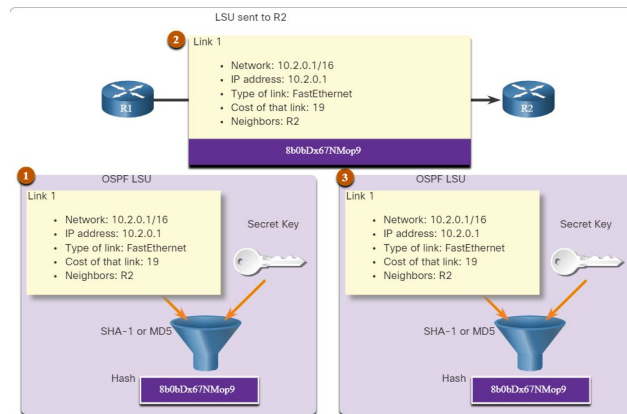 LSU sent to R2
2
Link 1
• Network: 10.2.0.1/16
• IP address: 10.2.0.1
• Type of link: FastEthernet
• Cost of that link: 19
• Neighbors: R2
8b0bDx67NMop9
R1
R2
1
OSPF LSU
Link 1
• Network: 10.2.0.1/16
• IP address: 10.2.0.1
• Type of link: FastEthernet
• Cost of that link: 19
• Neighbors: R2
Secret Key
SHA-1 or MD5
Hash
8b0bDx67NMop9
3
OSPF LSU
Link 1
• Network: 10.2.0.1/16
• IP address: 10.2.0.1
• Type of link: FastEthernet
• Cost of that link: 19
• Neighbors: R2
Secret Key
SHA-1 or MD5
Hash
8b0bDx67NMop9